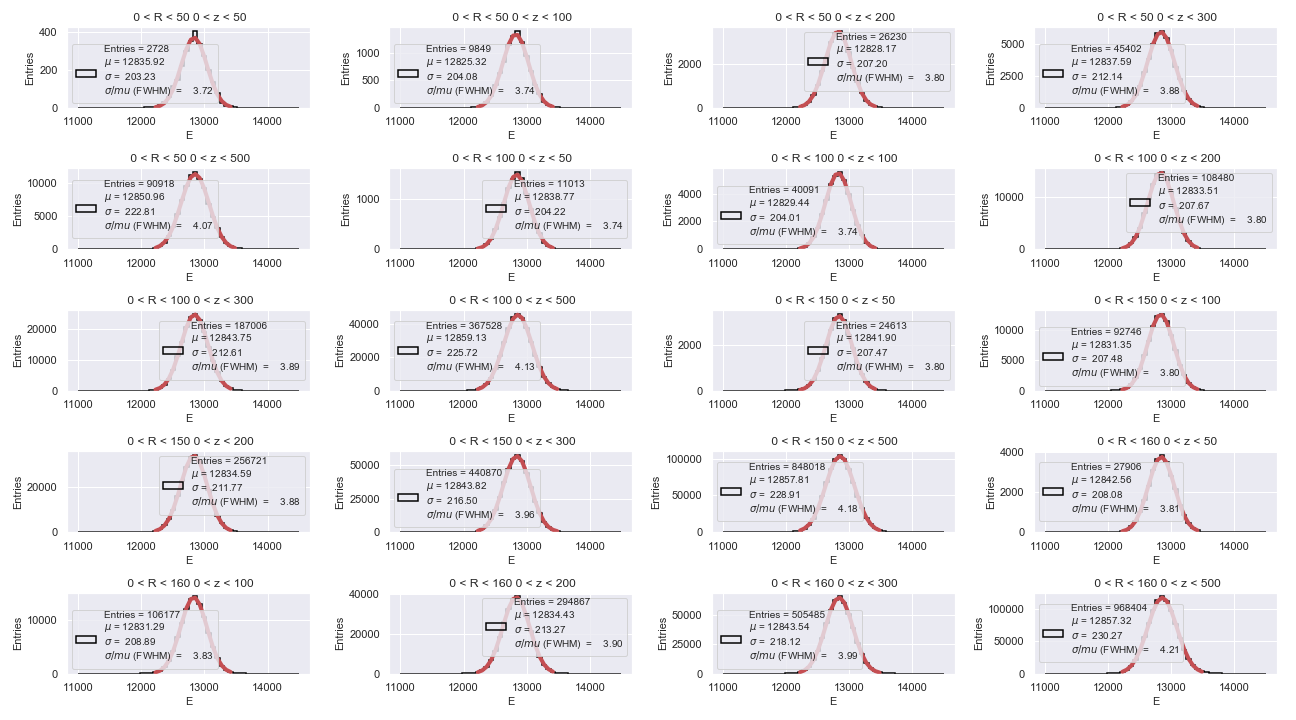 0 < R < 50 0 < z < 50
Entries
400
200
0
Entries = 2728
μ = 12835.92
σ = 203.23
σ/mu (FWHM) = 3.72
11000 12000 13000 14000
E
0 < R < 50 0 < z < 100
Entries
1000
500
0
Entries = 9849
μ = 12825.32
σ = 204.08
σ/mu (FWHM) = 3.74
11000 12000 13000 14000
E
0 < R < 50 0 < z < 200
Entries
2000
0
Entries = 26230
μ = 12828.17
σ = 207.20
σ/mu (FWHM) = 3.80
11000 12000 13000 14000
E
0 < R < 50 0 < z < 300
Entries
5000
2500
0
Entries = 45402
μ = 12837.59
σ = 212.14
σ/mu (FWHM) = 3.88
11000 12000 13000 14000
E
0 < R < 50 0 < z < 500
Entries
10000
5000
0
Entries = 90918
μ = 12850.96
σ = 222.81
σ/mu (FWHM) = 4.07
11000 12000 13000 14000
E
0 < R < 100 0 < z < 50
Entries
1000
0
Entries = 11013
μ = 12838.77
σ = 204.22
σ/mu (FWHM) = 3.74
11000 12000 13000 14000
E
0 < R < 100 0 < z < 100
Entries
4000
2000
0
Entries = 40091
μ = 12829.44
σ = 204.01
σ/mu (FWHM) = 3.74
11000 12000 13000 14000
E
0 < R < 100 0 < z < 200
Entries
10000
0
Entries = 108480
μ = 12833.51
σ = 207.67
σ/mu (FWHM) = 3.80
11000 12000 13000 14000
E
0 < R < 100 0 < z < 300
Entries
20000
10000
0
Entries = 187006
μ = 12843.75
σ = 212.61
σ/mu (FWHM) = 3.89
11000 12000 13000 14000
E
0 < R < 100 0 < z < 500
Entries
40000
20000
0
Entries = 367528
μ = 12859.13
σ = 225.72
σ/mu (FWHM) = 4.13
11000 12000 13000 14000
E
0 < R < 150 0 < z < 50
Entries
2000
0
Entries = 24613
μ = 12841.90
σ = 207.47
σ/mu (FWHM) = 3.80
11000 12000 13000 14000
E
0 < R < 150 0 < z < 100
Entries
10000
5000
0
Entries = 92746
μ = 12831.35
σ = 207.48
σ/mu (FWHM) = 3.80
11000 12000 13000 14000
E
0 < R < 150 0 < z < 200
Entries
20000
0
Entries = 256721
μ = 12834.59
σ = 211.77
σ/mu (FWHM) = 3.88
11000 12000 13000 14000
E
0 < R < 150 0 < z < 300
Entries
50000
25000
0
Entries = 440870
μ = 12843.82
σ = 216.50
σ/mu (FWHM) = 3.96
11000 12000 13000 14000
E
0 < R < 150 0 < z < 500
Entries
100000
50000
0
Entries = 848018
μ = 12857.81
σ = 228.91
σ/mu (FWHM) = 4.18
11000 12000 13000 14000
E
0 < R < 160 0 < z < 50
Entries
4000
2000
0
Entries = 27906
μ = 12842.56
σ = 208.08
σ/mu (FWHM) = 3.81
11000 12000 13000 14000
E
0 < R < 160 0 < z < 100
Entries
10000
0
Entries = 106177
μ = 12831.29
σ = 208.89
σ/mu (FWHM) = 3.83
11000 12000 13000 14000
E
0 < R < 160 0 < z < 200
Entries
40000
20000
0
Entries = 294867
μ = 12834.43
σ = 213.27
σ/mu (FWHM) = 3.90
11000 12000 13000 14000
E
0 < R < 160 0 < z < 300
Entries
50000
25000
0
Entries = 505485
μ = 12843.54
σ = 218.12
σ/mu (FWHM) = 3.99
11000 12000 13000 14000
E
0 < R < 160 0 < z < 500
Entries
100000
50000
0
Entries = 968404
μ = 12857.32
σ = 230.27
σ/mu (FWHM) = 4.21
11000 12000 13000 14000
E